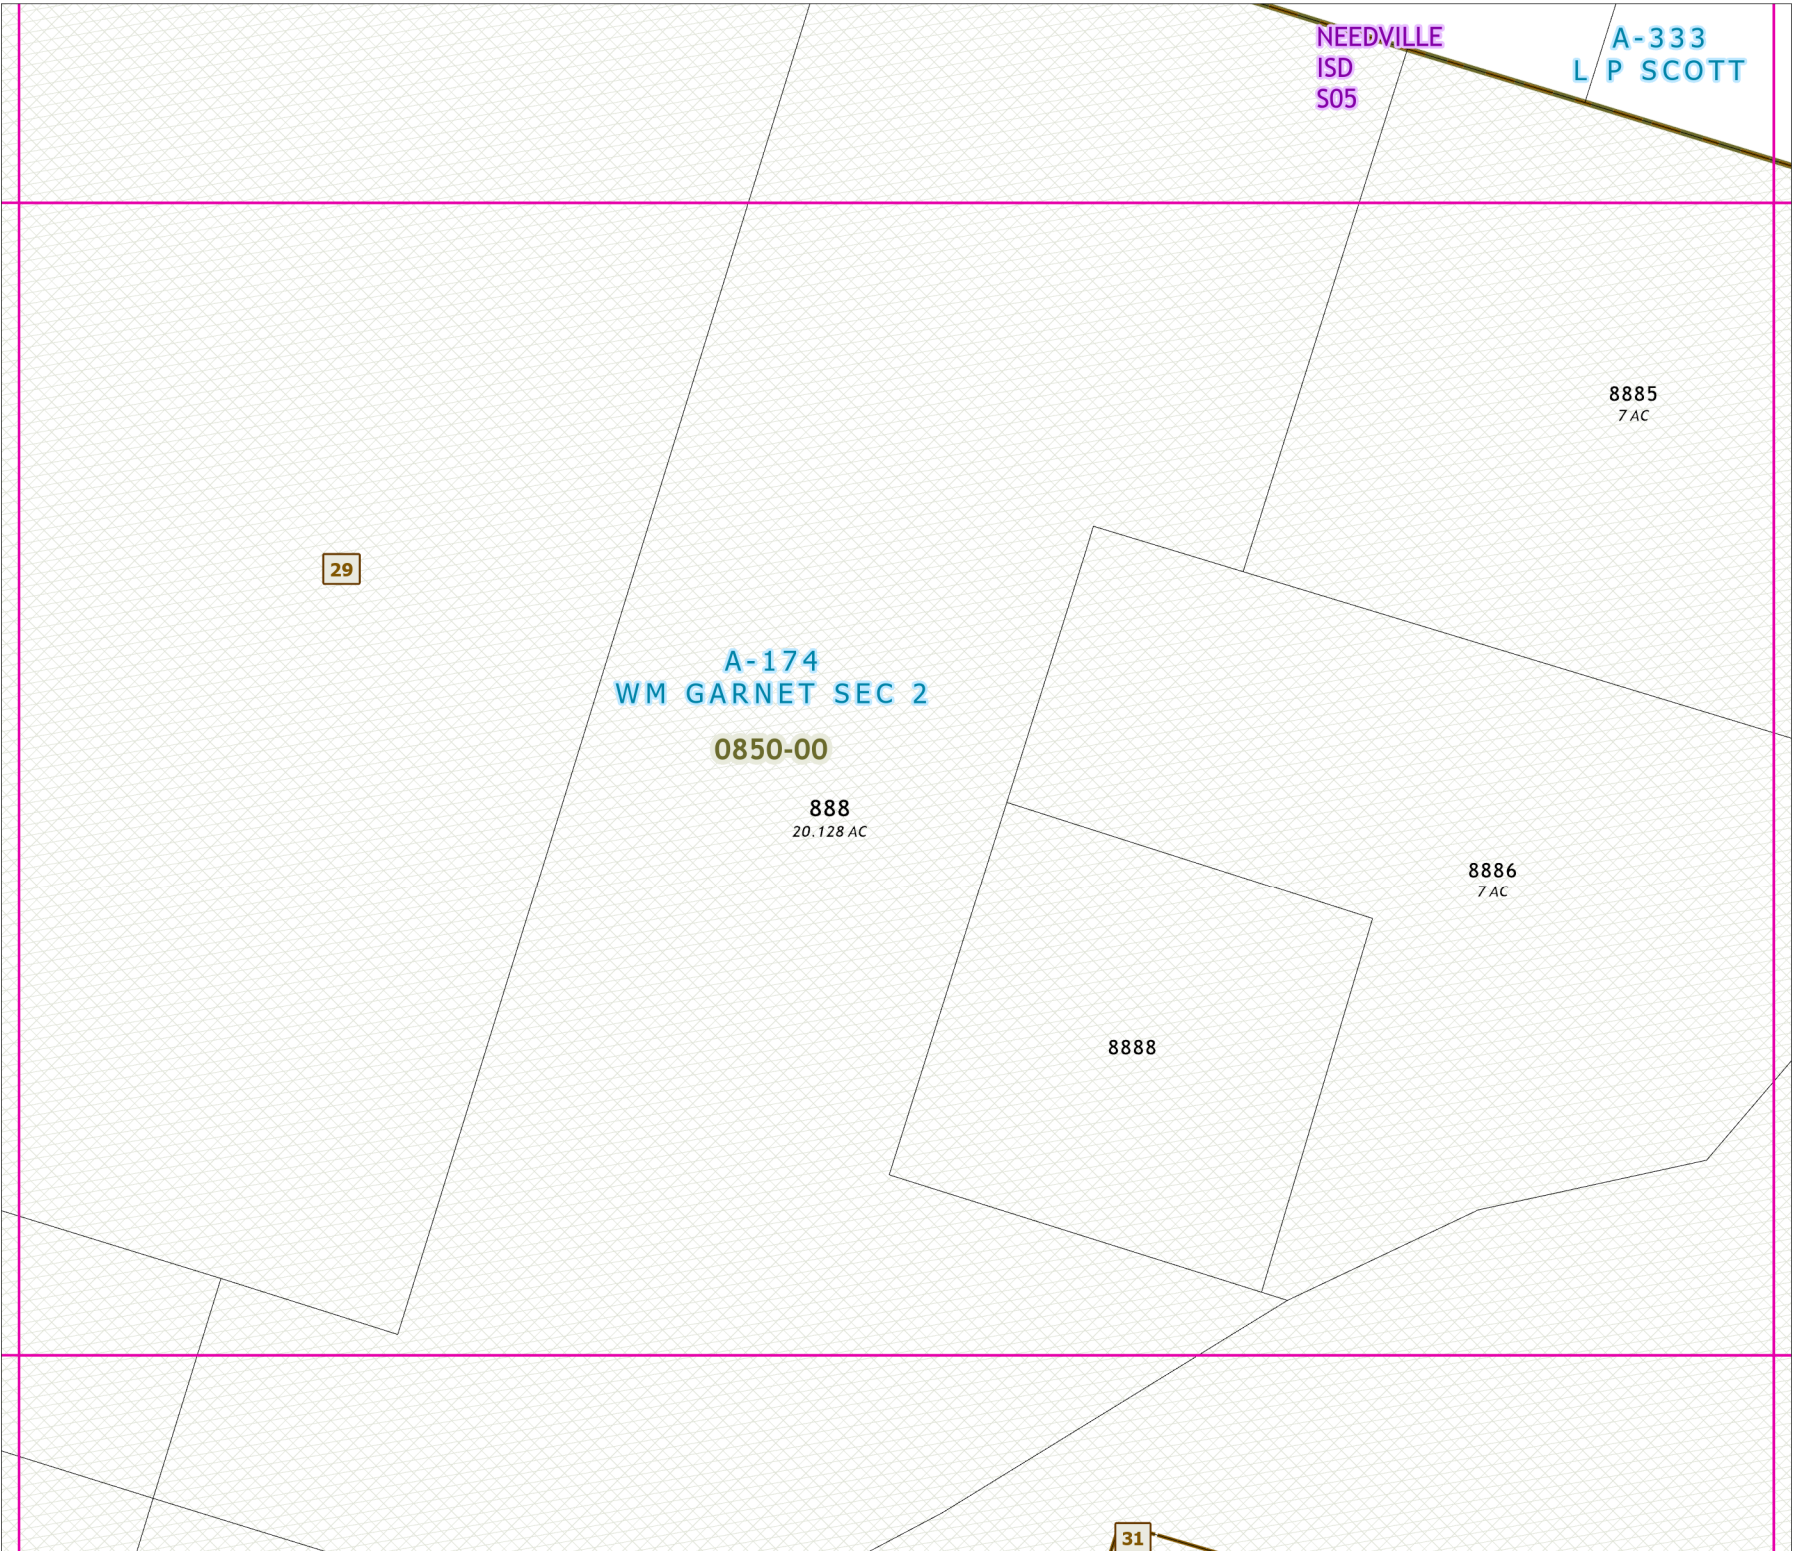 NEEDVILLE
ISD
S05
A-333
L P SCOTT
8885
7 AC
29
A-174
WM GARNET SEC 2
0850-00
888
20.128 AC
8886
7 AC
8888
31